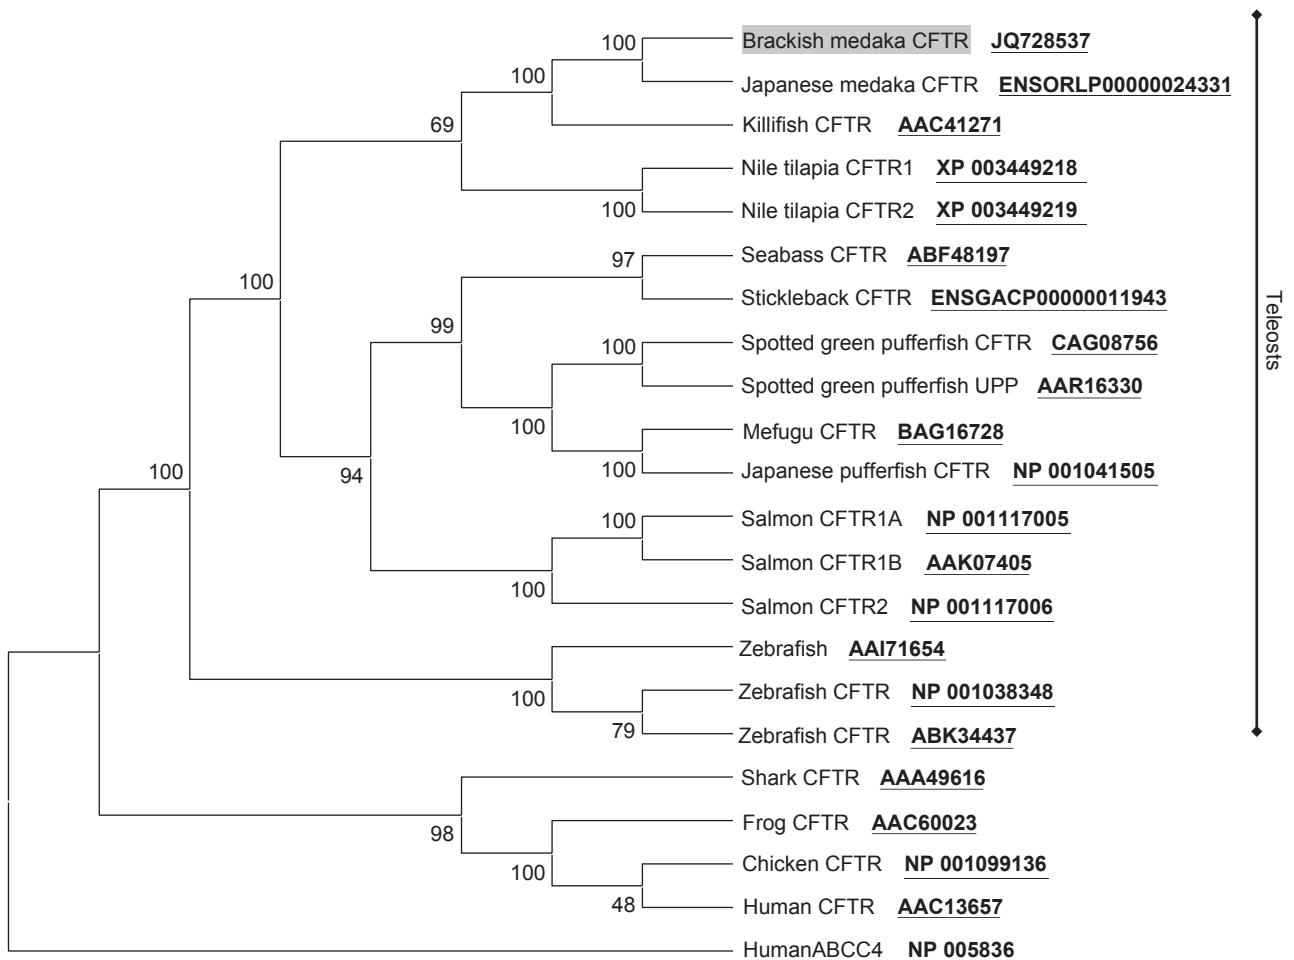 100
Brackish medaka CFTR JQ728537
100
Japanese medaka CFTR ENSORLP00000024331
69
Killifish CFTR AAC41271
Nile tilapia CFTR1 XP 003449218
100
Nile tilapia CFTR2 XP 003449219
97
Seabass CFTR ABF48197
100
Stickleback CFTR ENSGACP00000011943
99
100
Spotted green pufferfish CFTR CAG08756
Spotted green pufferfish UPP AAR16330
100
Mefugu CFTR BAG16728
100
94
100
Japanese pufferfish CFTR NP 001041505
100
Salmon CFTR1A NP 001117005
Salmon CFTR1B AAK07405
100
Salmon CFTR2 NP 001117006
Zebrafish AAI71654
100
Zebrafish CFTR NP 001038348
79
Zebrafish CFTR ABK34437
Shark CFTR AAA49616
98
Frog CFTR AAC60023
100
Chicken CFTR NP 001099136
48
Human CFTR AAC13657
HumanABCC4 NP 005836
Teleosts